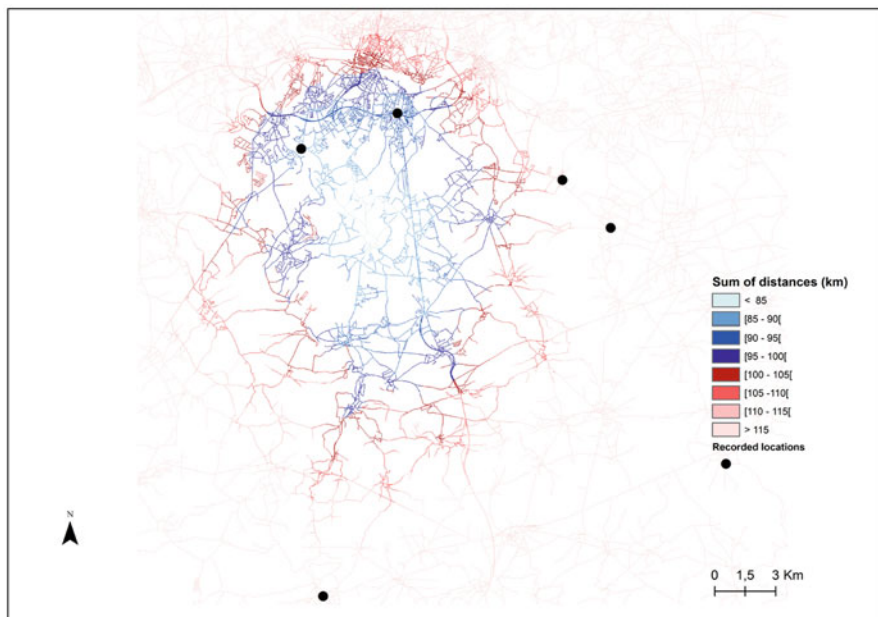 Sum of distances (km)
< 85
[85 - 90[
[90 - 95[
[95 - 100[
[100 - 105[
[105 -110[
[110 - 115[
> 115
Recorded locations
N
0 1,5 3 Km